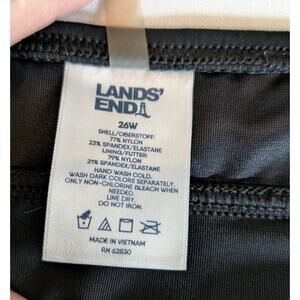 LANDS'
END
26W
SHELL/OBERSTOFF:
77% NYLON
23% SPANDEX/ELASTANE
LINING/FUTTER:
79% NYLON
21% SPANDEX/ELASTANE
HAND WASH COLD.
WASH DARK COLORS SEPARATELY.
ONLY NON-CHLORINE BLEACH WHEN
NEEDED.
LINE DRY.
DO NOT IRON.
MADE IN VIETNAM
RN 62830